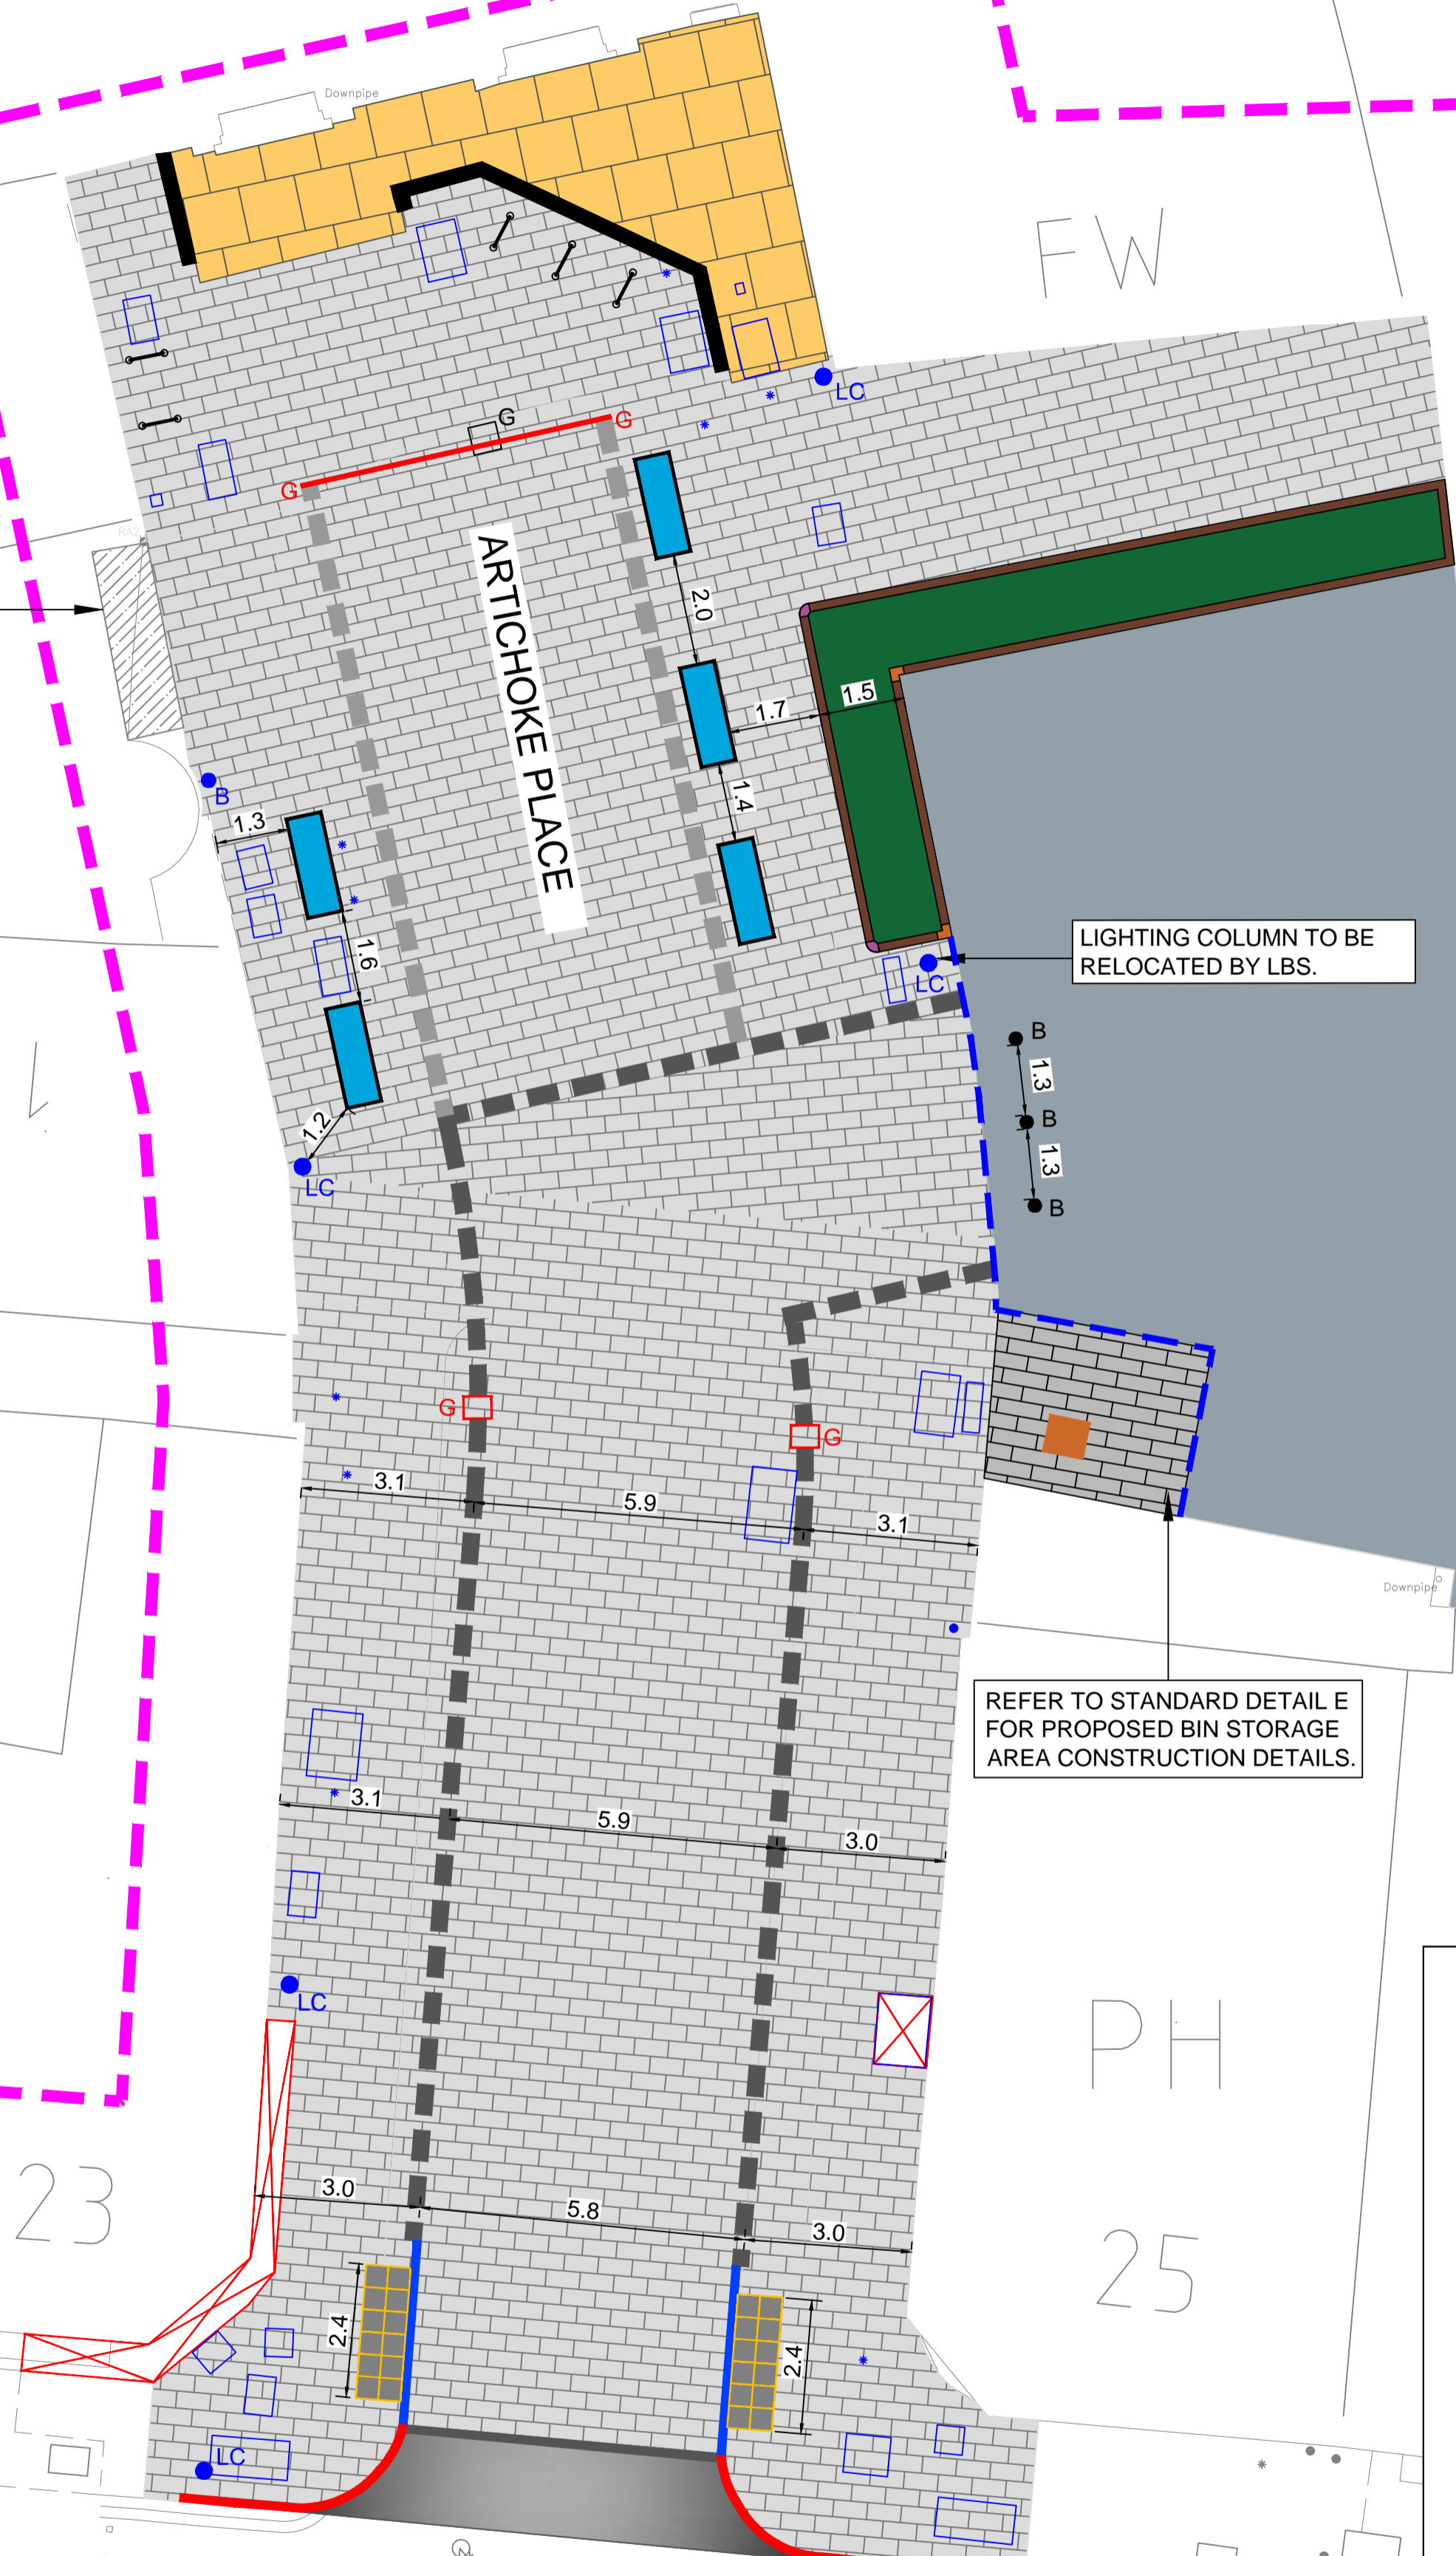 Downpipe
FW
LC
G
G
G
RA2
ARTICHOKE PLACE
2.0
1.5
1.7
1.4
B
1.3
1.6
LIGHTING COLUMN TO BE
RELOCATED BY LBS.
LC
B
1.3
B
1.3
B
1.2
LC
G
G
3.1
5.9
3.1
Downpipe
REFER TO STANDARD DETAIL E
FOR PROPOSED BIN STORAGE
AREA CONSTRUCTION DETAILS.
3.1
5.9
3.0
LC
PH
23
3.0
5.8
3.0
25
2.4
2.4
LC